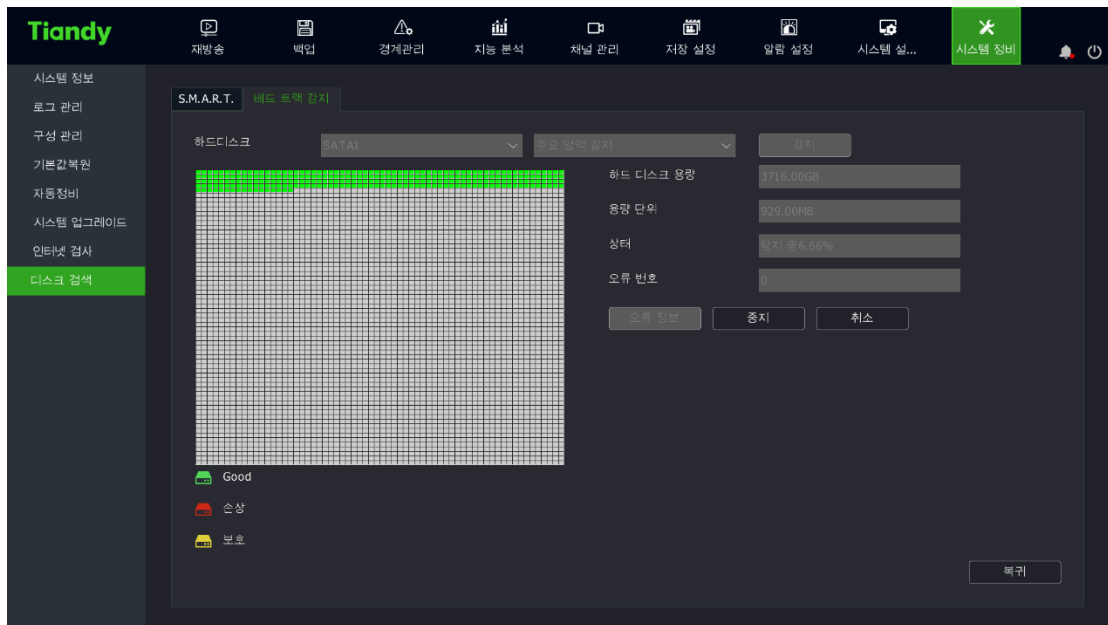 Tiandy
재방송
백업
경계관리
지능 분석
채널 관리
저장 설정
알람 설정
시스템 설...
시스템 정비
시스템 정보
로그 관리
구성 관리
기본값복원
자동정비
시스템 업그레이드
인터넷 검사
디스크 검색
S.M.A.R.T.
배드 트랙 감지
하드디스크
SATA1
주요 영역 감지
감지
하드 디스크 용량
3716.00GB
용량 단위
929.00MB
상태
탐지 중6.66%
오류 번호
0
오류 정보
중지
취소
Good
손상
보호
복귀